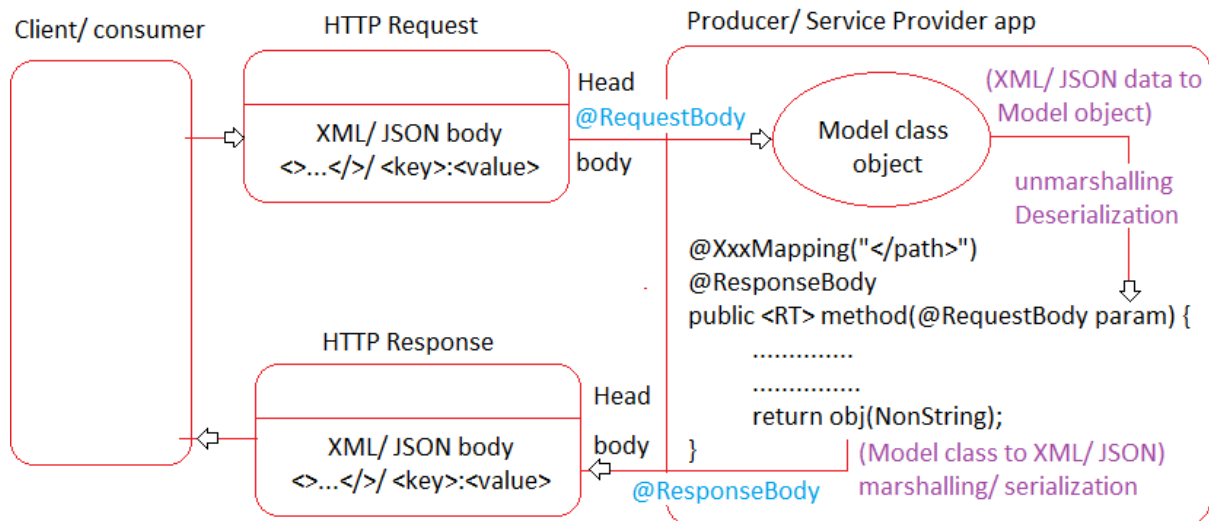 Client/ consumer
HTTP Request
Producer/ Service Provider app
Head
@RequestBody
body
XML/ JSON body
<>...</>/ <key>:<value>
Model class
object
(XML/ JSON data to
Model object)
unmarshalling
Deserialization
@XxxMapping("</path>")
@ResponseBody
public <RT> method(@RequestBody param) {
..............
...............
return obj(NonString);
}
(Model class to XML/ JSON)
marshalling/ serialization
HTTP Response
Head
body
@ResponseBody
XML/ JSON body
<>...</>/ <key>:<value>